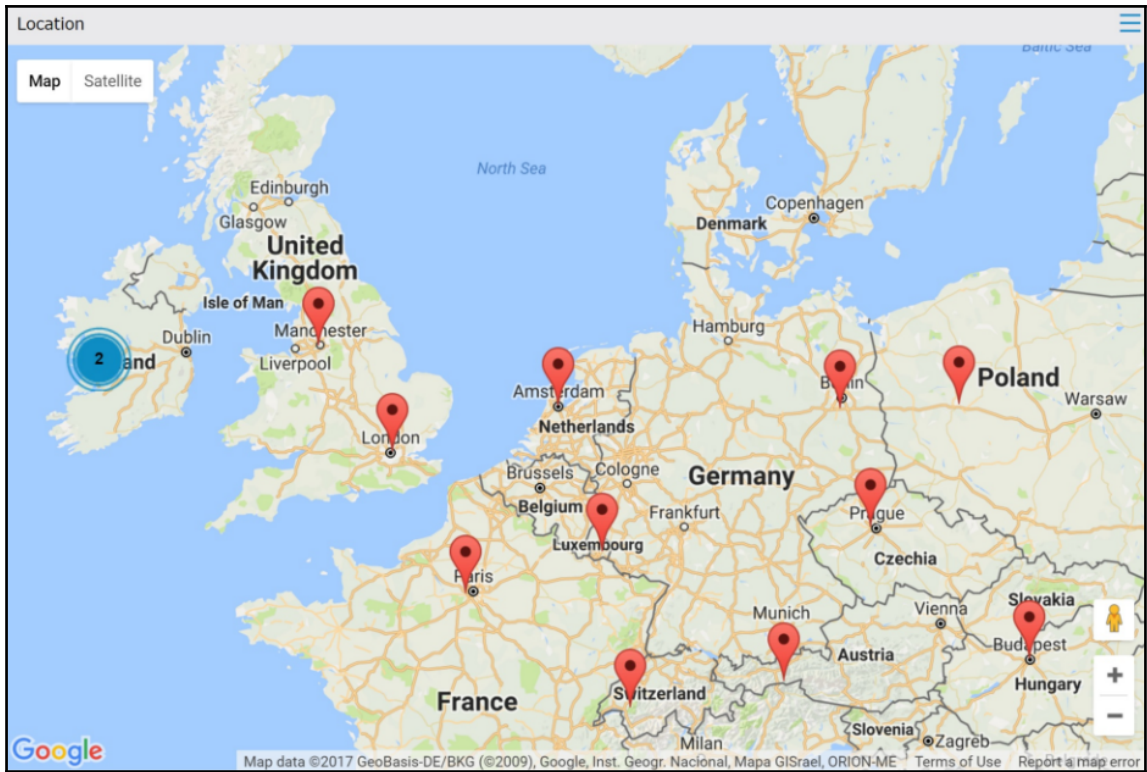 Location
Baltic Sea
Map Satellite
North Sea
Edinburgh
Glasgow
Copenhagen
Denmark
United
Kingdom
Isle of Man
Manchester
Hamburg
Dublin
2
and
Liverpool
Poland
Amsterdam
Berlin
Warsaw
Netherlands
London
Brussels
Cologne
Germany
Belgium
Frankfurt
Prague
Luxembourg
Czechia
Paris
Munich
Vienna
Slovakia
Budapest
Austria
Switzerland
Hungary
France
Slovenia
Zagreb
Milan
Google
Map data ©2017 GeoBasis-DE/BKG (©2009), Google, Inst. Geogr. Nacional, Mapa GISrael, ORION-ME Terms of Use Report a map error